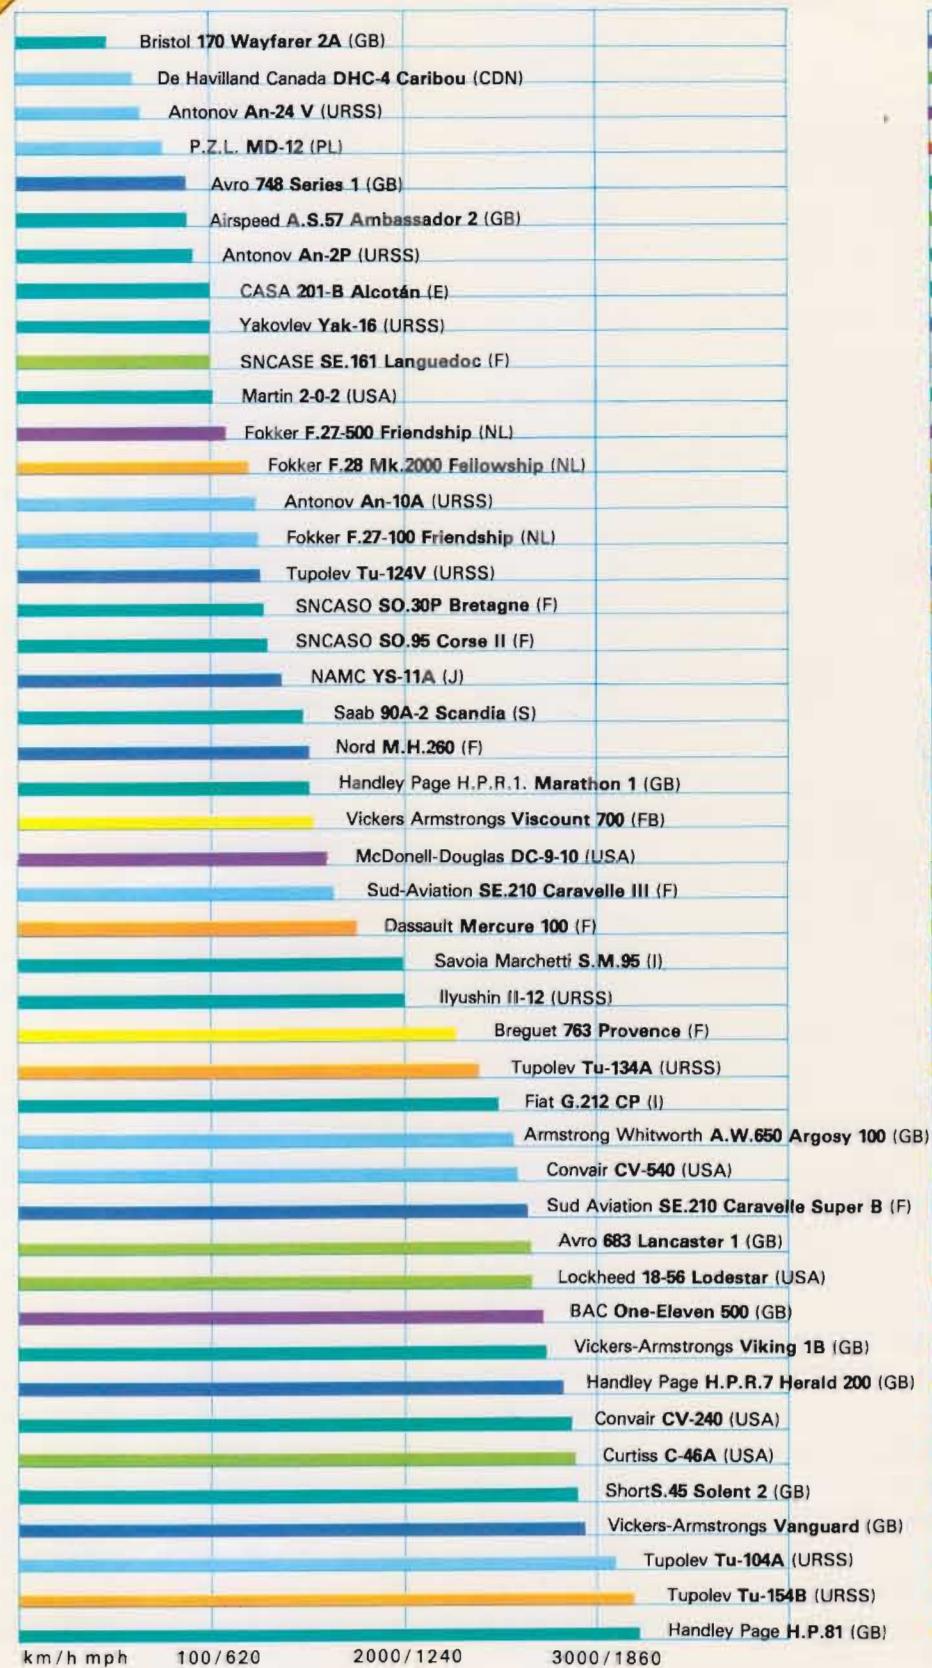 Bristol 170 Wayfarer 2A (GB)
De Havilland Canada DHC-4 Caribou (CDN)
Antonov An-24 V (URSS)
P.Z.L. MD-12 (PL)
Avro 748 Series 1 (GB)
Airspeed A.S.57 Ambassador 2 (GB)
Antonov An-2P (URSS)
CASA 201-B Alcotán (E)
Yakovlev Yak-16 (URSS)
SNCASE SE.161 Languedoc (F)
Martin 2-0-2 (USA)
Fokker F.27-500 Friendship (NL)
Fokker F.28 Mk.2000 Fellowship (NL)
Antonov An-10A (URSS)
Fokker F.27-100 Friendship (NL)
Tupolev Tu-124V (URSS)
SNCASO SO.30P Bretagne (F)
SNCASO SO.95 Corse II (F)
NAMC YS-11A (J)
Saab 90A-2 Scandia (S)
Nord M.H.260 (F)
Handley Page H.P.R.1. Marathon 1 (GB)
Vickers Armstrongs Viscount 700 (FB)
McDonell-Douglas DC-9-10 (USA)
Sud-Aviation SE.210 Caravelle III (F)
Dassault Mercure 100 (F)
Savoia Marchetti S.M.95 (I)
Ilyushin Il-12 (URSS)
Breguet 763 Provence (F)
Tupolev Tu-134A (URSS)
Fiat G.212 CP (I)
Armstrong Whitworth A.W.650 Argosy 100 (GB)
Convair CV-540 (USA)
Sud Aviation SE.210 Caravelle Super B (F)
Avro 683 Lancaster 1 (GB)
Lockheed 18-56 Lodestar (USA)
BAC One-Eleven 500 (GB)
Vickers-Armstrongs Viking 1B (GB)
Handley Page H.P.R.7 Herald 200 (GB)
Convair CV-240 (USA)
Curtiss C-46A (USA)
ShortS.45 Solent 2 (GB)
Vickers-Armstrongs Vanguard (GB)
Tupolev Tu-104A (URSS)
Tupolev Tu-154B (URSS)
Handley Page H.P.81 (GB)
km/h mph 100/620 2000/1240 3000/1860